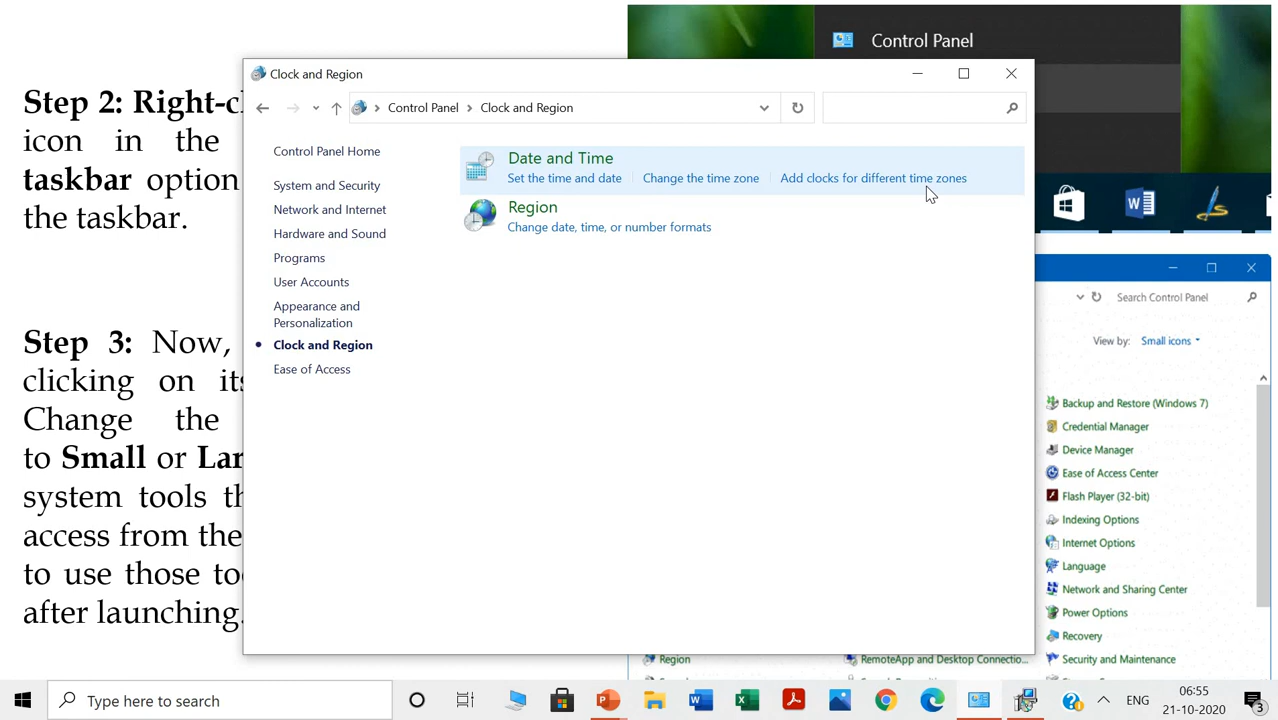 Step 2: Right-cl
icon in the
taskbar option
the taskbar.
Step 3: Now,
clicking on its
Change the
to Small or Lar
system tools th
access from the
to use those too
after launching.
Control Panel
Clock and Region
Control Panel Clock and Region
Control Panel Home
System and Security
Network and Internet
Hardware and Sound
Programs
User Accounts
Appearance and
Personalization
Clock and Region
Ease of Access
Date and Time
Set the time and date Change the time zone Add clocks for different time zones
Region
Change date, time, or number formats
Search Control Panel
View by: Small icons
Backup and Restore (Windows 7)
Credential Manager
Device Manager
Ease of Access Center
Flash Player (32-bit)
Indexing Options
Internet Options
Language
Network and Sharing Center
Power Options
Recovery
Region RemoteApp and Desktop Connectio... Security and Maintenance
Type here to search
ENG
06:55
21-10-2020
3